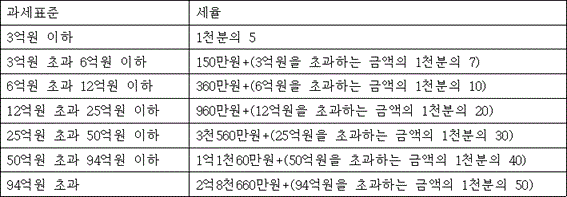 과세표준 세율
3억원 이하 1천분의 5
3억원 초과 6억원 이하 150만원+(3억원을 초과하는 금액의 1천분의 7)
6억원 초과 12억원 이하 360만원+(6억원을 초과하는 금액의 1천분의 10)
12억원 초과 25억원 이하 960만원+(12억원을 초과하는 금액의 1천분의 20)
25억원 초과 50억원 이하 3천560만원+(25억원을 초과하는 금액의 1천분의 30)
50억원 초과 94억원 이하 1억1천60만원+(50억원을 초과하는 금액의 1천분의 40)
94억원 초과 2억8천660만원+(94억원을 초과하는 금액의 1천분의 50)